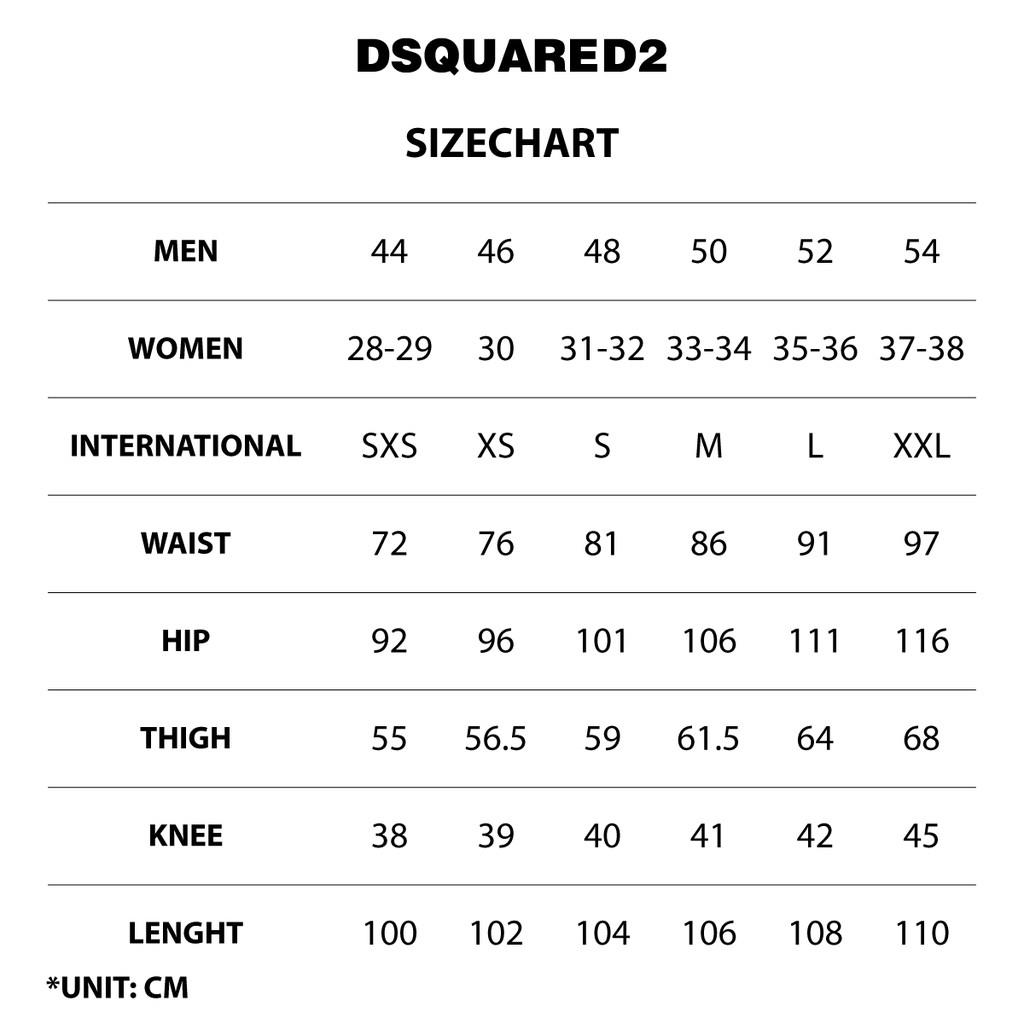 DSQUARED2
SIZECHART
MEN 44 46 48 50 52 54
WOMEN 28-29 30 31-32 33-34 35-36 37-38
INTERNATIONAL SXS XS S M L XXL
WAIST 72 76 81 86 91 97
HIP 92 96 101 106 111 116
THIGH 55 56.5 59 61.5 64 68
KNEE 38 39 40 41 42 45
LENGHT 100 102 104 106 108 110
*UNIT: CM